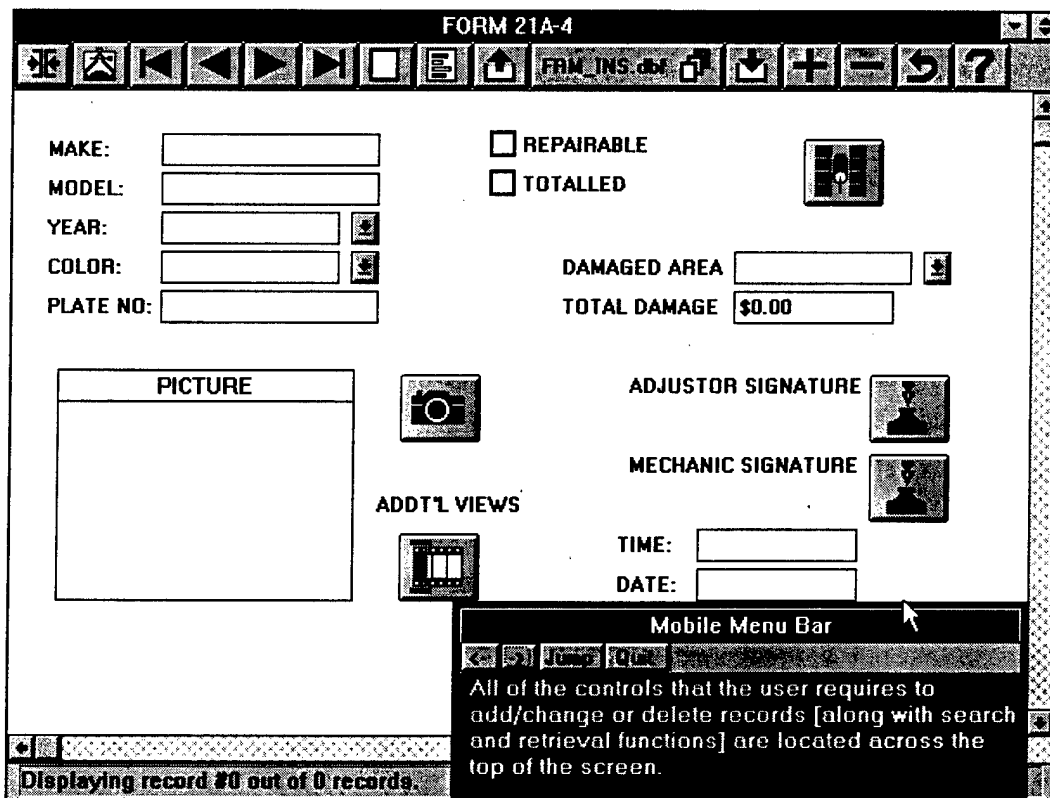 FORM 21A-4
FRM_INS.dbf
MAKE:
MODEL:
YEAR:
COLOR:
PLATE NO:
REPAIRABLE
TOTALLED
DAMAGED AREA
TOTAL DAMAGE $0.00
PICTURE
ADDT'L VIEWS
ADJUSTOR SIGNATURE
MECHANIC SIGNATURE
TIME:
DATE:
Mobile Menu Bar
<- -> Jump Quit
All of the controls that the user requires to
add/change or delete records [along with search
and retrieval functions] are located across the
top of the screen.
Displaying record #0 out of 0 records.